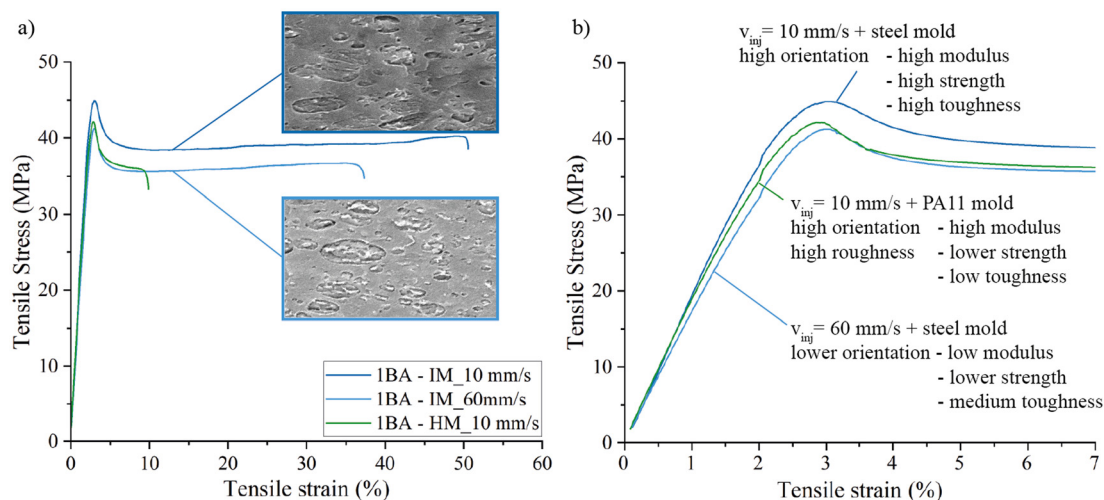 a)
50
40
30
20
10
0
Tensile Stress (MPa)
0 10 20 30 40 50 60
Tensile strain (%)
1BA - IM_10 mm/s
1BA - IM_60mm/s
1BA - HM_10 mm/s
b)
50
40
30
20
10
0
Tensile Stress (MPa)
0 1 2 3 4 5 6 7
Tensile strain (%)
vinj= 10 mm/s + steel mold
high orientation - high modulus
- high strength
- high toughness
vinj= 10 mm/s + PA11 mold
high orientation - high modulus
high roughness - lower strength
- low toughness
vinj= 60 mm/s + steel mold
lower orientation - low modulus
- lower strength
- medium toughness